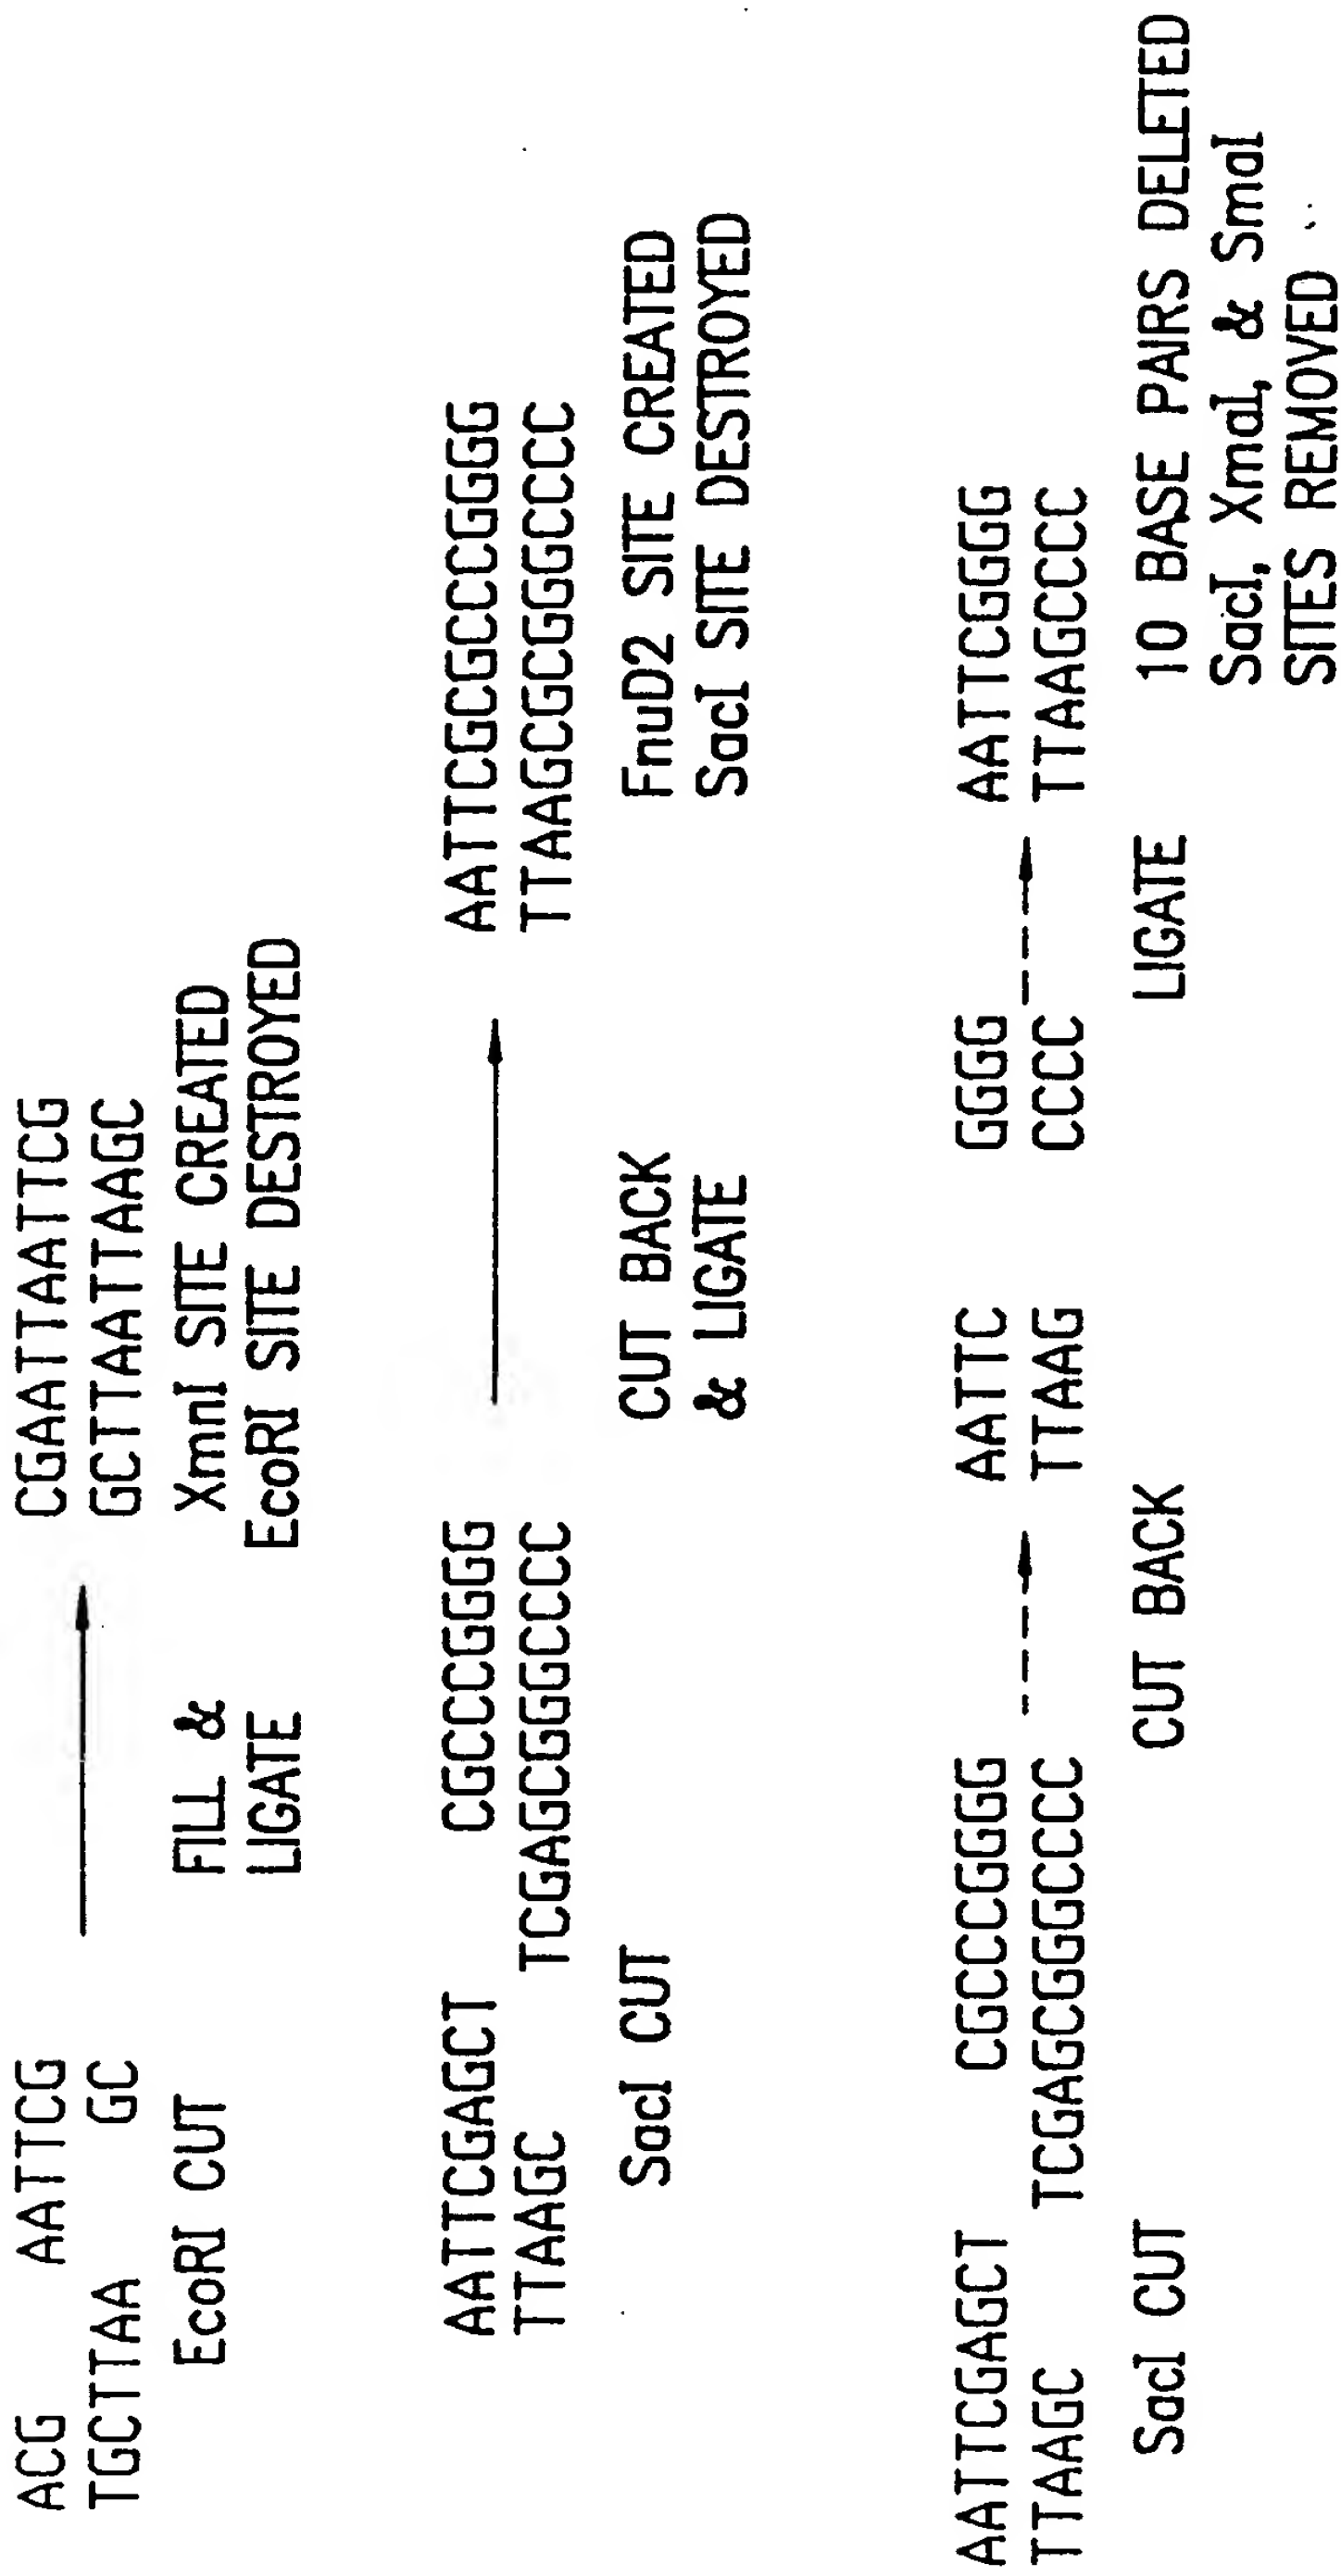 ACG AATTCG CGAATTAATTCG
TGCTTAA GC GCTTAATTAAGC
EcoRI CUT FILL & XmnI SITE CREATED
LIGATE EcoRI SITE DESTROYED
AATTCGAGCT CGCCCGGGG AATTCGCGCCCGGGG
TTAAGC TCGAGCGGGCCCC TTAAGCGCGGGCCCC
SacI CUT CUT BACK FnuD2 SITE CREATED
& LIGATE SacI SITE DESTROYED
AATTCGAGCT CGCCCGGGG AATTC GGGG AATTCGGGG
TTAAGC TCGAGCGGGCCCC TTAAG CCCC TTAAGCCCC
SacI CUT CUT BACK LIGATE 10 BASE PAIRS DELETED
SacI, XmaI, & SmaI
SITES REMOVED